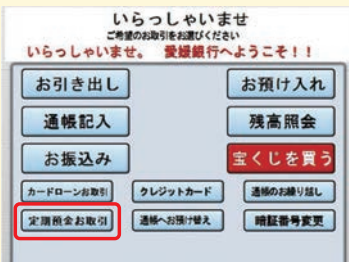 いらっしゃいませ
ご希望のお取引をお選びください
いらっしゃいませ。 愛媛銀行へようこそ！！
お引き出し お預け入れ
通帳記入 残高照会
お振込み 宝くじを買う
カードローンお取引 クレジットカード 通帳のお繰り越し
定期預金お取引 通帳へお預け替え 暗証番号変更